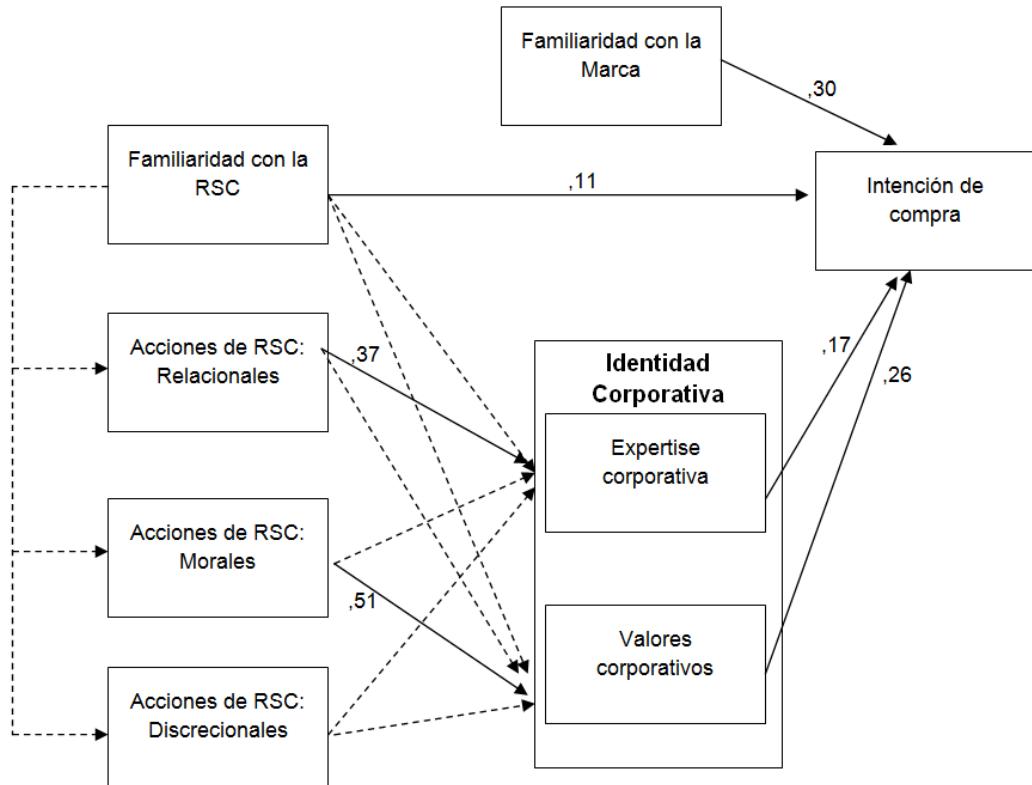 Familiaridad con la
Marca
,30
Familiaridad con la
RSC
,11
Intención de
compra
Acciones de RSC:
Relacionales
,37
Identidad
Corporativa
,17
,26
Expertise
corporativa
Acciones de RSC:
Morales
,51
Valores
corporativos
Acciones de RSC:
Discrecionales